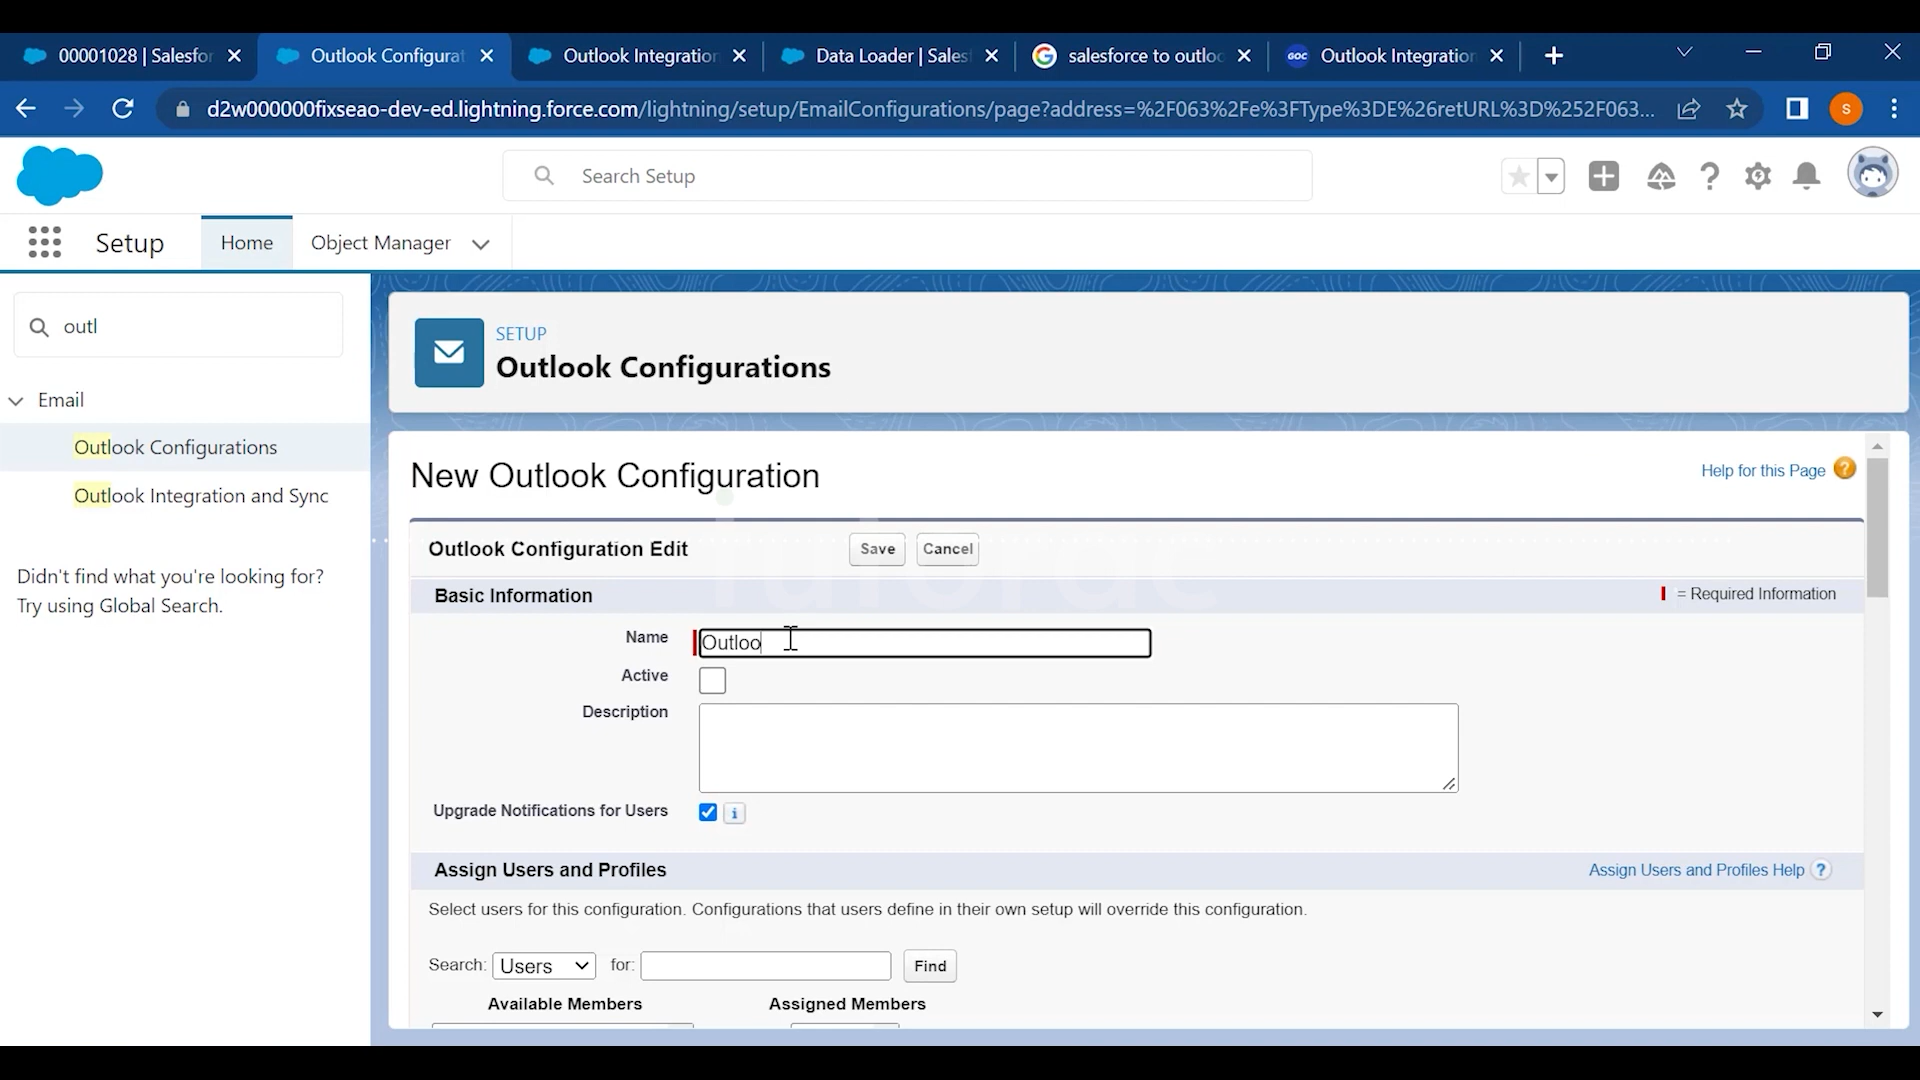 00001028 | Salesfor
Outlook Configurat
Outlook Integration
Data Loader | Sales
salesforce to outloo
GOC
Outlook Integration
d2w000000fixseao-dev-ed.lightning.force.com/lightning/setup/EmailConfigurations/page?address=%2F063%2Fe%3FType%3DE%26retURL%3D%252F063...
S
Search Setup
Setup
Home
Object Manager
outl
Email
Outlook Configurations
Outlook Integration and Sync
Didn't find what you're looking for?
Try using Global Search.
SETUP
Outlook Configurations
New Outlook Configuration
Help for this Page
Outlook Configuration Edit
Save
Cancel
Basic Information
= Required Information
Name
Outloo
Active
Description
Upgrade Notifications for Users
i
Assign Users and Profiles
Assign Users and Profiles Help ?
Select users for this configuration. Configurations that users define in their own setup will override this configuration.
Search: Users for: Find
Available Members
Assigned Members